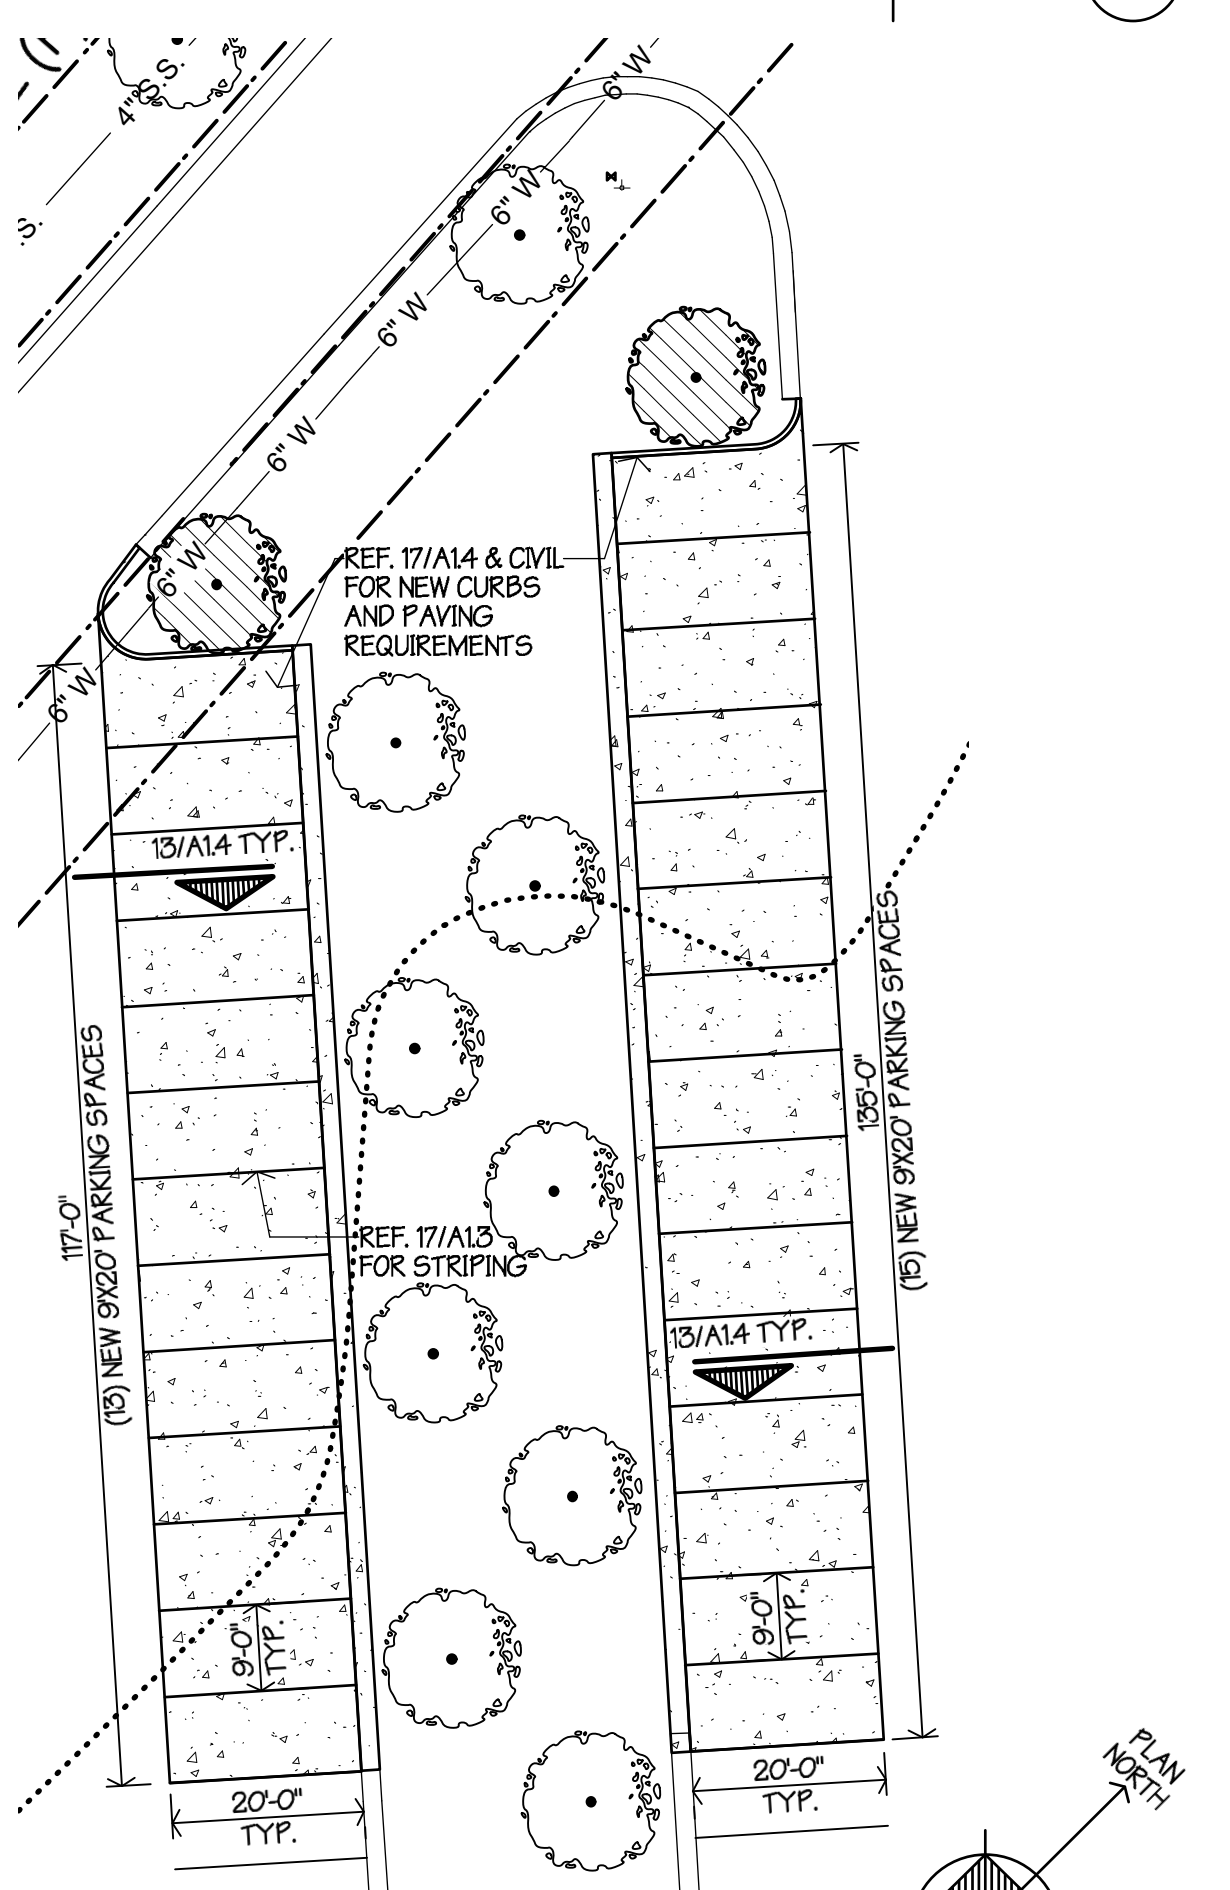 4" S.S.
.S.
6" W
6" W
6" W
6" W
6" W
6" W
REF. 17/A1.4 & CIVIL
FOR NEW CURBS
AND PAVING
REQUIREMENTS
13/A1.4 TYP.
117'-0"
(13) NEW 9'X20' PARKING SPACES
135'-0"
(15) NEW 9'X20' PARKING SPACES
REF. 17/A1.3
FOR STRIPING
13/A1.4 TYP.
9'-0"
TYP.
9'-0"
TYP.
20'-0"
TYP.
20'-0"
TYP.
PLAN
NORTH